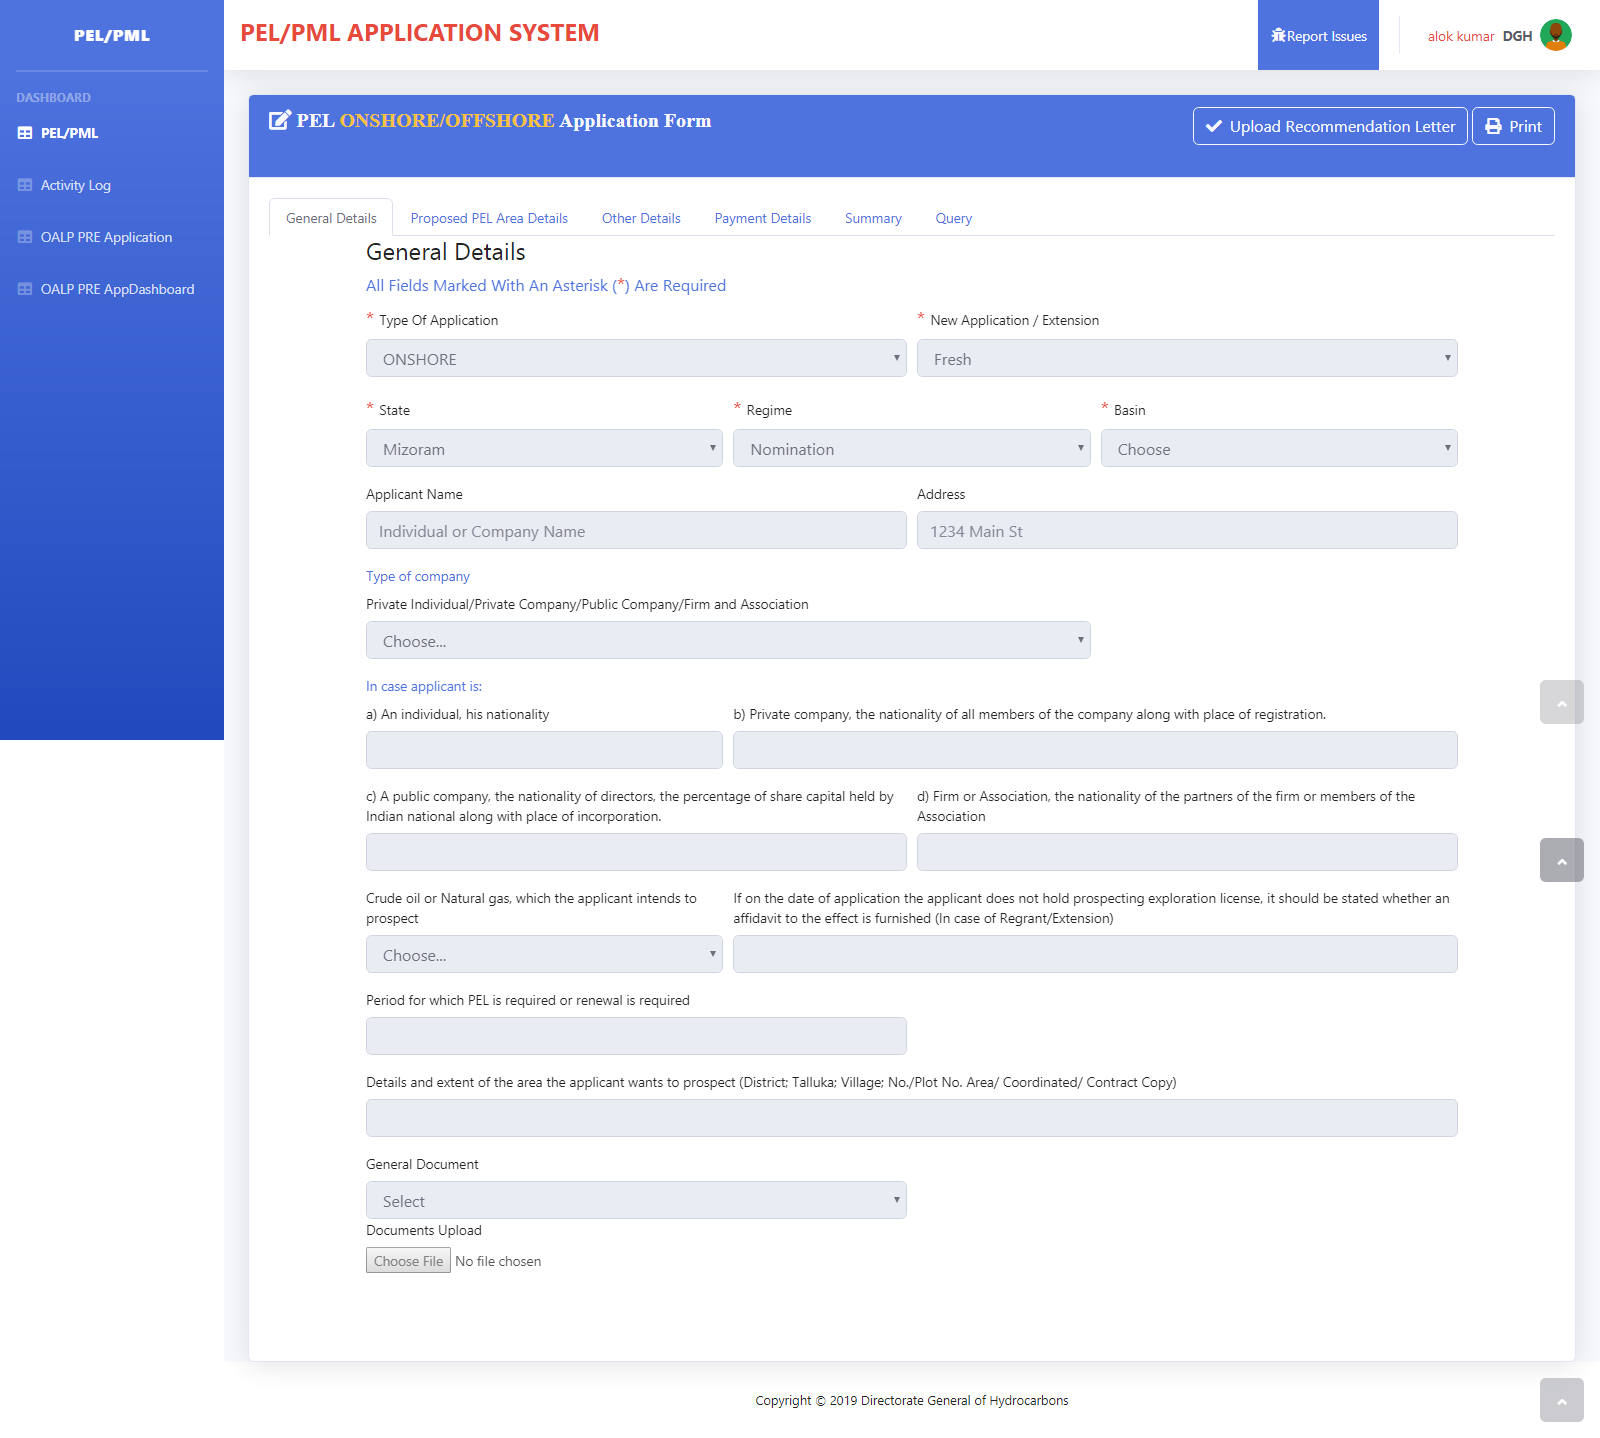 PEL/PML
PEL/PML APPLICATION SYSTEM
Report Issues
alok kumar DGH
DASHBOARD
PEL/PML
Activity Log
OALP PRE Application
OALP PRE AppDashboard
PEL ONSHORE/OFFSHORE Application Form
Upload Recommendation Letter
Print
General Details Proposed PEL Area Details Other Details Payment Details Summary Query
General Details
All Fields Marked With An Asterisk (*) Are Required
* Type Of Application
* New Application / Extension
ONSHORE
Fresh
* State
* Regime
* Basin
Mizoram
Nomination
Choose
Applicant Name
Address
Individual or Company Name
1234 Main St
Type of company
Private Individual/Private Company/Public Company/Firm and Association
Choose...
In case applicant is:
a) An individual, his nationality
b) Private company, the nationality of all members of the company along with place of registration.
c) A public company, the nationality of directors, the percentage of share capital held by
Indian national along with place of incorporation.
d) Firm or Association, the nationality of the partners of the firm or members of the
Association
Crude oil or Natural gas, which the applicant intends to
prospect
If on the date of application the applicant does not hold prospecting exploration license, it should be stated whether an
affidavit to the effect is furnished (In case of Regrant/Extension)
Choose...
Period for which PEL is required or renewal is required
Details and extent of the area the applicant wants to prospect (District; Talluka; Village; No./Plot No. Area/ Coordinated/ Contract Copy)
General Document
Select
Documents Upload
Choose File No file chosen
Copyright © 2019 Directorate General of Hydrocarbons